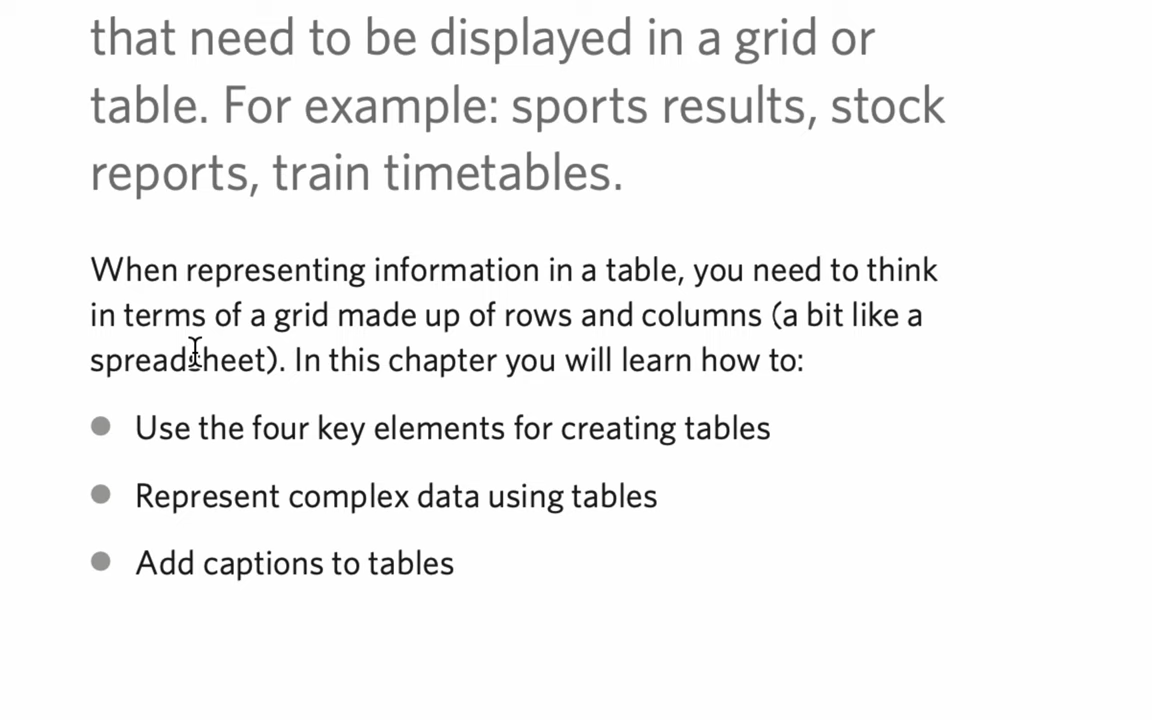 that need to be displayed in a grid or
table. For example: sports results, stock
reports, train timetables.
When representing information in a table, you need to think
in terms of a grid made up of rows and columns (a bit like a
spreadsheet). In this chapter you will learn how to:
Use the four key elements for creating tables
Represent complex data using tables
Add captions to tables